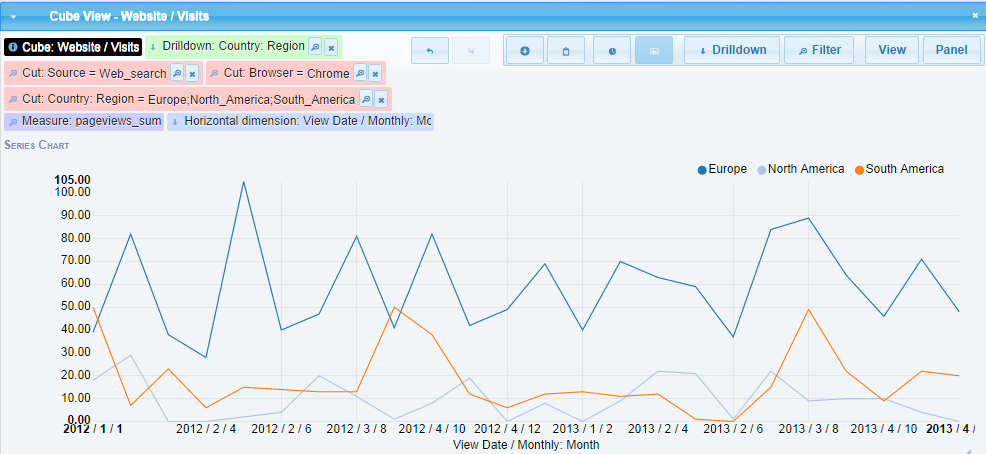 Cube View - Website / Visits
Cube: Website / Visits Drilldown: Country: Region
Drilldown Filter View Panel
Cut: Source = Web_search Cut: Browser = Chrome
Cut: Country: Region = Europe;North_America;South_America
Measure: pageviews_sum Horizontal dimension: View Date / Monthly: Mc
Series Chart
Europe North America South America
105.00
100.00
90.00
80.00
70.00
60.00
50.00
40.00
30.00
20.00
10.00
0.00
2012 / 1 / 1 2012 / 2 / 4 2012 / 2 / 6 2012 / 3 / 8 2012 / 4 / 10 2012 / 4 / 12 2013 / 1 / 2 2013 / 2 / 4 2013 / 2 / 6 2013 / 3 / 8 2013 / 4 / 10 2013 / 4 /
View Date / Monthly: Month